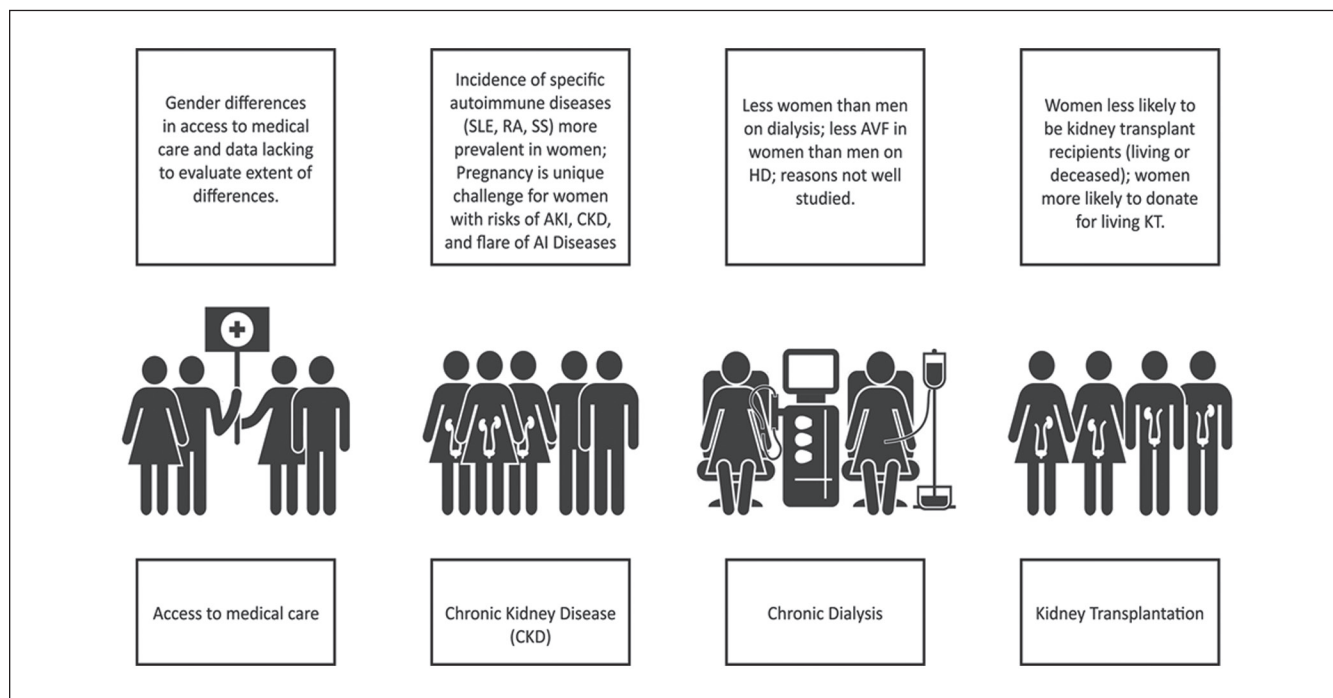 Gender differences
in access to medical
care and data lacking
to evaluate extent of
differences.
Incidence of specific
autoimmune diseases
(SLE, RA, SS) more
prevalent in women;
Pregnancy is unique
challenge for women
with risks of AKI, CKD,
and flare of AI Diseases
Less women than men
on dialysis; less AVF in
women than men on
HD; reasons not well
studied.
Women less likely to
be kidney transplant
recipients (living or
deceased); women
more likely to donate
for living KT.
Access to medical care
Chronic Kidney Disease
(CKD)
Chronic Dialysis
Kidney Transplantation